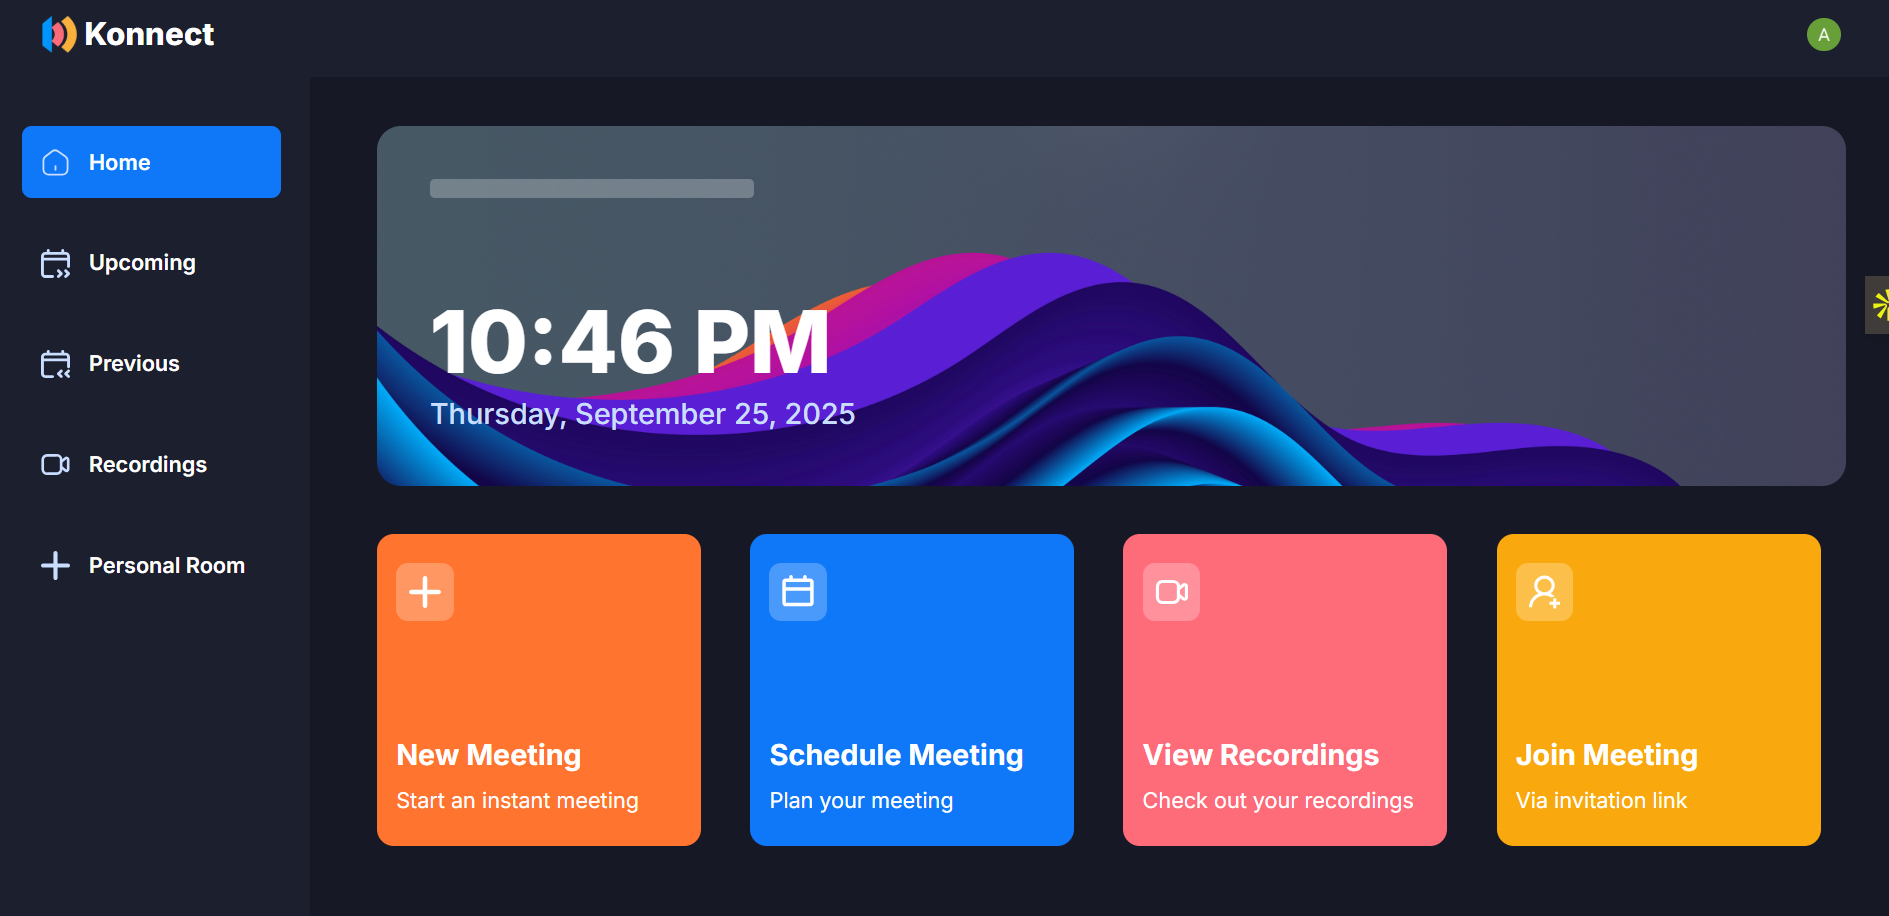 Konnect
A
Home
Upcoming
Previous
Recordings
Personal Room
10:46 PM
Thursday, September 25, 2025
New Meeting
Start an instant meeting
Schedule Meeting
Plan your meeting
View Recordings
Check out your recordings
Join Meeting
Via invitation link